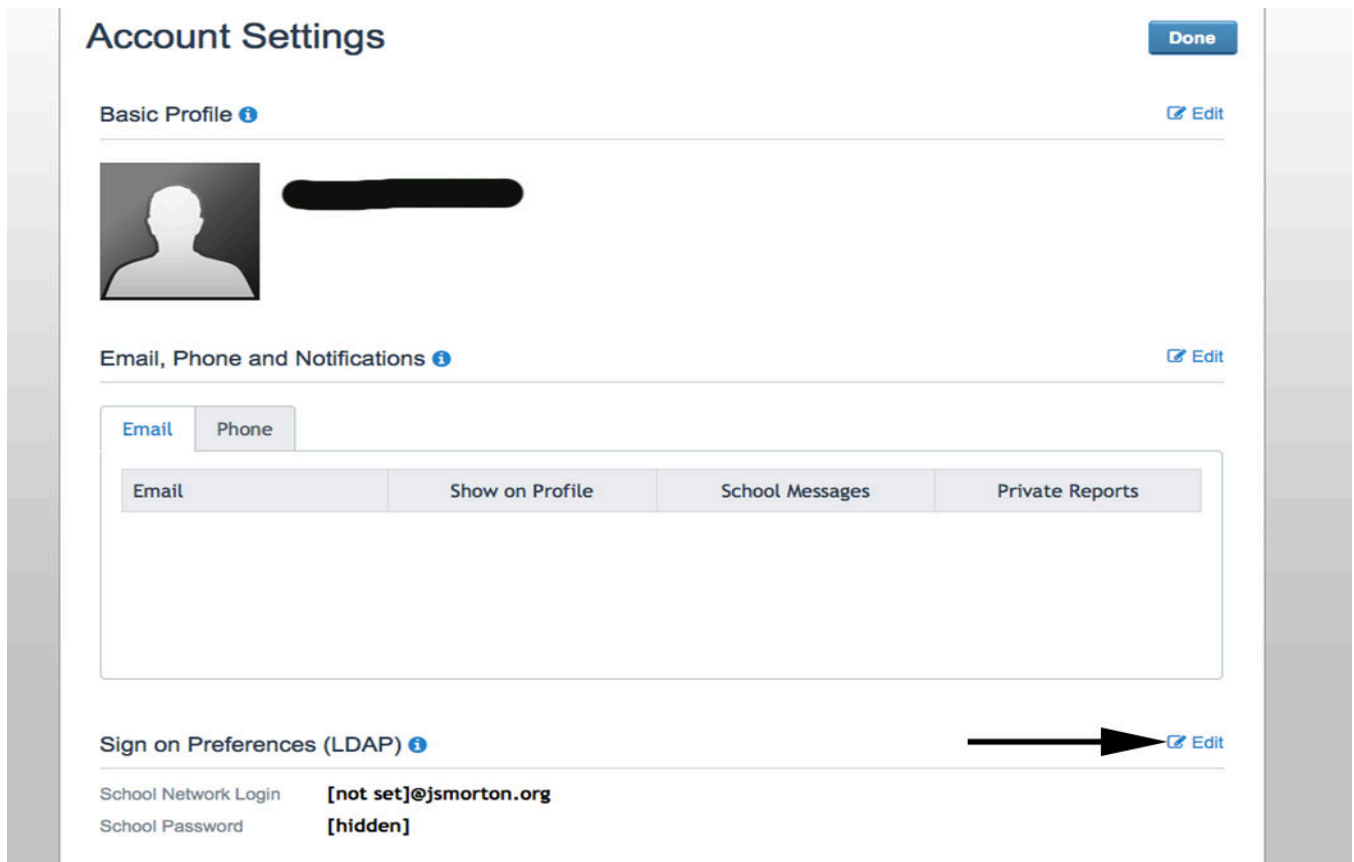 Account Settings
Done
Basic Profile
Edit
Email, Phone and Notifications
Edit
Email Phone
Email Show on Profile School Messages Private Reports
Sign on Preferences (LDAP)
Edit
School Network Login [not set]@jsmorton.org
School Password [hidden]